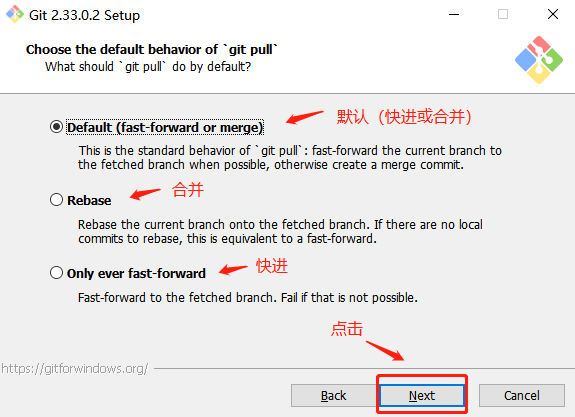 Git 2.33.0.2 Setup
Choose the default behavior of `git pull`
What should `git pull` do by default?
Default (fast-forward or merge)
默认（快进或合并）
This is the standard behavior of `git pull`: fast-forward the current branch to
the fetched branch when possible, otherwise create a merge commit.
Rebase
合并
Rebase the current branch onto the fetched branch. If there are no local
commits to rebase, this is equivalent to a fast-forward.
Only ever fast-forward
快进
Fast-forward to the fetched branch. Fail if that is not possible.
点击
https://gitforwindows.org/
Back
Next
Cancel